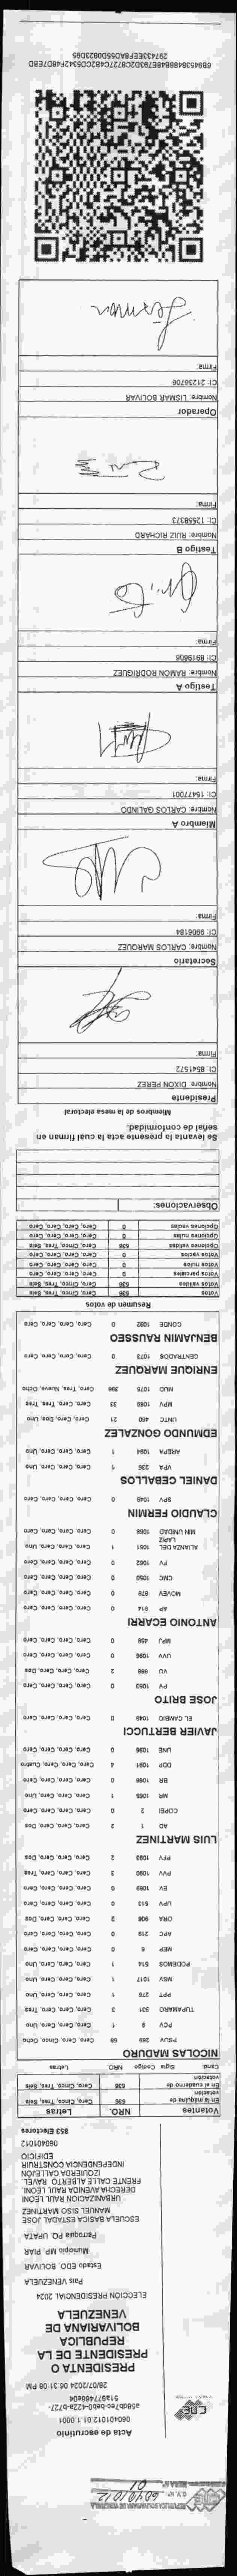 REPUBLICA BOLIVARIANA DE VENEZUELA
C.V. Nº: 060401012
MESA Nº 01
CNE
Acta de escrutinio
060401012.01.1.0001
a58db7ec-beb0-422a-b727-
51a977468e04
28/07/2024 06:31:08 PM
PRESIDENTA O
PRESIDENTE DE LA
REPUBLICA
BOLIVARIANA DE
VENEZUELA
ELECCIÓN PRESIDENCIAL 2024
Pais VENEZUELA
Estado EDO. BOLIVAR
Municipio MP. PIAR
Parroquia PQ. UPATA
ESCUELA BASICA ESTADAL JOSE
MANUEL SISO MARTINEZ
URBANIZACION RAUL LEONI
DERECHA AVENIDA RAUL LEONI.
FRENTE CALLE ALBERTO RAVEL.
IZQUIERDA CALLEJÓN
INDEPENDENCIA CONSTRUIR
EDIFICIO
060401012
853 Electores
Votantes NRO. Letras
En la máquina de votación 536 Cero, Cinco, Tres, Seis
En el cuaderno de votación 536 Cero, Cinco, Tres, Seis
Cand. Sigla Codigo NRO. Letras
NICOLAS MADURO
PSUV 269 58 Cero, Cero, Cinco, Ocho
PCV 9 1 Cero, Cero, Cero, Uno
TUPAMARO 931 3 Cero, Cero, Cero, Tres
PPT 276 1 Cero, Cero, Cero, Uno
MSV 1017 1 Cero, Cero, Cero, Uno
PODEMOS 514 1 Cero, Cero, Cero, Uno
MEP 6 0 Cero, Cero, Cero, Cero
APC 219 0 Cero, Cero, Cero, Cero
ORA 906 2 Cero, Cero, Cero, Dos
UPV 513 0 Cero, Cero, Cero, Cero
EV 1069 0 Cero, Cero, Cero, Cero
PVV 1090 3 Cero, Cero, Cero, Tres
PFV 1093 2 Cero, Cero, Cero, Dos
LUIS MARTINEZ
AD 1 2 Cero, Cero, Cero, Dos
COPEI 2 0 Cero, Cero, Cero, Cero
MR 1065 1 Cero, Cero, Cero, Uno
BR 1066 0 Cero, Cero, Cero, Cero
DDP 1091 4 Cero, Cero, Cero, Cuatro
UNE 1096 0 Cero, Cero, Cero, Cero
JAVIER BERTUCCI
EL CAMBIO 1049 0 Cero, Cero, Cero, Cero
JOSE BRITO
PV 1053 0 Cero, Cero, Cero, Cero
VU 868 2 Cero, Cero, Cero, Dos
UVV 1096 0 Cero, Cero, Cero, Cero
MPJ 458 0 Cero, Cero, Cero, Cero
ANTONIO ECARRI
AP 914 0 Cero, Cero, Cero, Cero
MOVEV 679 0 Cero, Cero, Cero, Cero
CMC 1050 0 Cero, Cero, Cero, Cero
FV 1062 0 Cero, Cero, Cero, Cero
ALIANZA DEL LAPIZ 1051 1 Cero, Cero, Cero, Uno
MIN UNIDAD 1088 0 Cero, Cero, Cero, Cero
CLAUDIO FERMIN
SPV 1048 0 Cero, Cero, Cero, Cero
DANIEL CEBALLOS
VPA 236 1 Cero, Cero, Cero, Uno
AREPA 1094 1 Cero, Cero, Cero, Uno
EDMUNDO GONZALEZ
UNTC 460 21 Cero, Cero, Dos, Uno
MPV 1068 33 Cero, Cero, Tres, Tres
MUD 1075 398 Cero, Tres, Nueve, Ocho
ENRIQUE MARQUEZ
CENTRADOS 1073 0 Cero, Cero, Cero, Cero
BENJAMIN RAUSSEO
CONDE 1092 0 Cero, Cero, Cero, Cero
Resumen de votos
Votos 536 Cero, Cinco, Tres, Seis
Votos validos 536 Cero, Cinco, Tres, Seis
Votos parciales 0 Cero, Cero, Cero, Cero
Votos nulos 0 Cero, Cero, Cero, Cero
Votos vacios 0 Cero, Cero, Cero, Cero
Opciones validas 536 Cero, Cinco, Tres, Seis
Opciones nulas 0 Cero, Cero, Cero, Cero
Opciones vacias 0 Cero, Cero, Cero, Cero
Observaciones:
Se levanta la presente acta la cual firman en
señal de conformidad.
Miembros de la mesa electoral
Presidente
Nombre: DIXON PEREZ
CI: 8541572
Firma:
Secretario
Nombre: CARLOS MARQUEZ
CI: 9906184
Firma:
Miembro A
Nombre: CARLOS GALINDO
CI: 15477001
Firma:
Testigo A
Nombre: RAMON RODRIGUEZ
CI: 8919606
Firma:
Testigo B
Nombre: RUIZ RICHARD
CI: 12558373
Firma:
Operador
Nombre: LISMAR BOLIVAR
CI: 21236706
Firma:
Lismar
6B94538488B48E793D2C8727C4B2CD5342F48D7EBD
297433EEF8AD55D0823D95